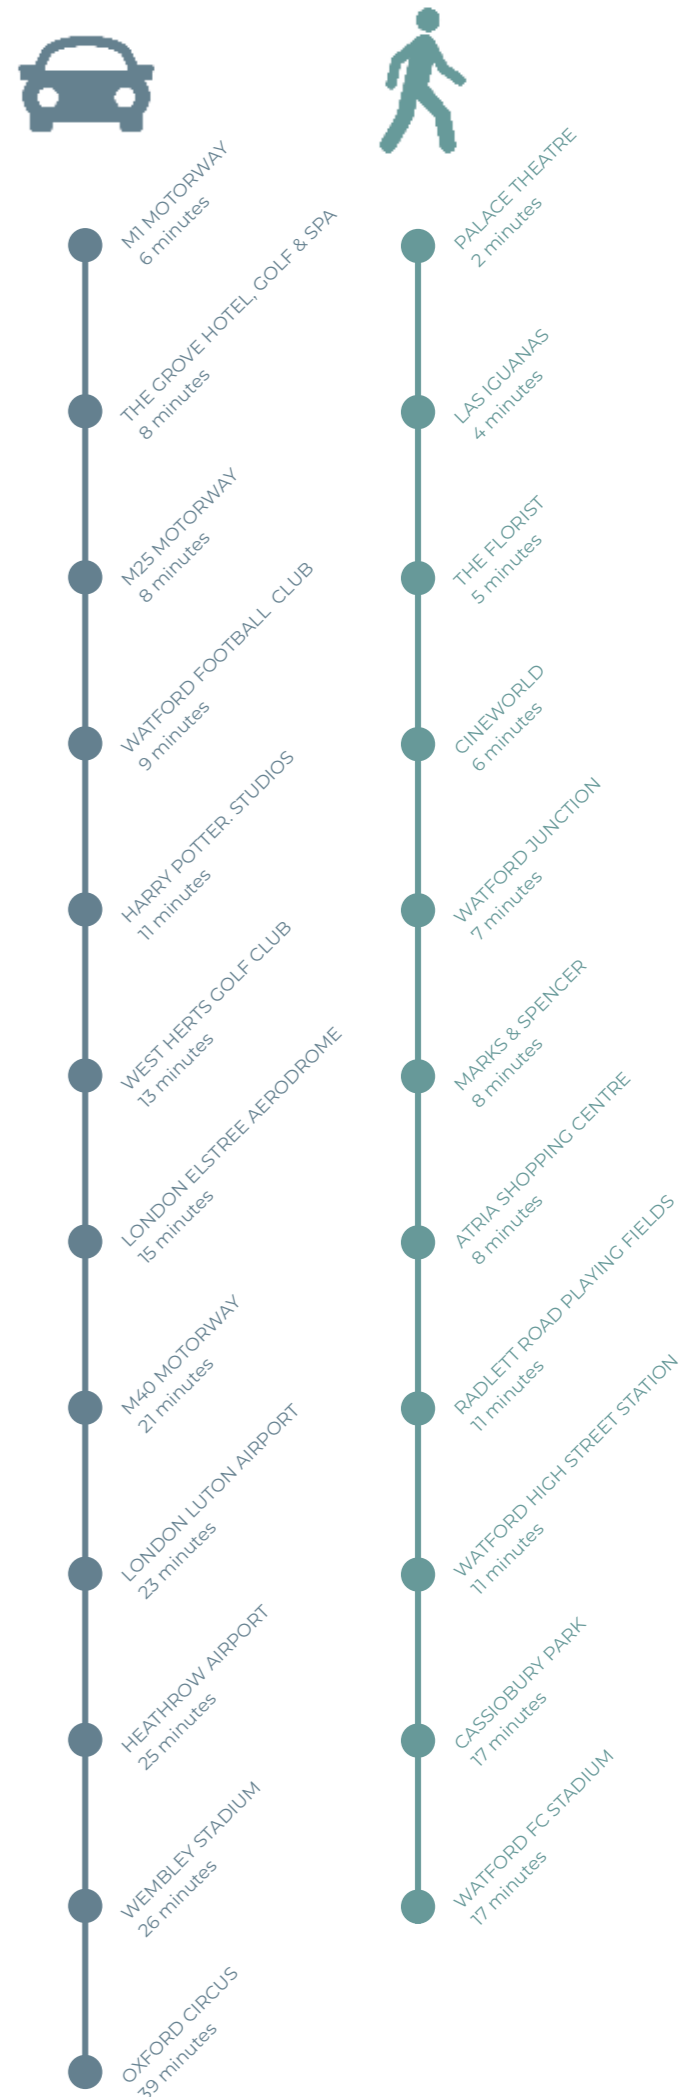 M1 MOTORWAY
6 minutes
THE GROVE HOTEL, GOLF & SPA
8 minutes
M25 MOTORWAY
8 minutes
WATFORD FOOTBALL CLUB
9 minutes
HARRY POTTER. STUDIOS
11 minutes
WEST HERTS GOLF CLUB
13 minutes
LONDON ELSTREE AERODROME
15 minutes
M40 MOTORWAY
21 minutes
LONDON LUTON AIRPORT
23 minutes
HEATHROW AIRPORT
25 minutes
WEMBLEY STADIUM
26 minutes
OXFORD CIRCUS
39 minutes
PALACE THEATRE
2 minutes
LAS IGUANAS
4 minutes
THE FLORIST
5 minutes
CINEWORLD
6 minutes
WATFORD JUNCTION
7 minutes
MARKS & SPENCER
8 minutes
ATRIA SHOPPING CENTRE
8 minutes
RADLETT ROAD PLAYING FIELDS
11 minutes
WATFORD HIGH STREET STATION
11 minutes
CASSIOBURY PARK
17 minutes
WATFORD FC STADIUM
17 minutes